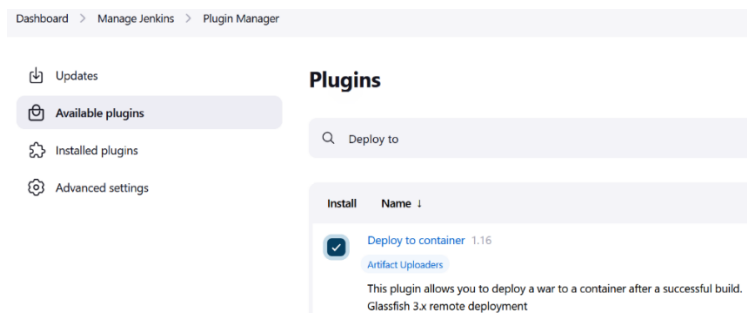 Dashboard > Manage Jenkins > Plugin Manager
Updates
Available plugins
Installed plugins
Advanced settings
Plugins
Deploy to
Install Name ↓
Deploy to container 1.16
Artifact Uploaders
This plugin allows you to deploy a war to a container after a successful build.
Glassfish 3.x remote deployment